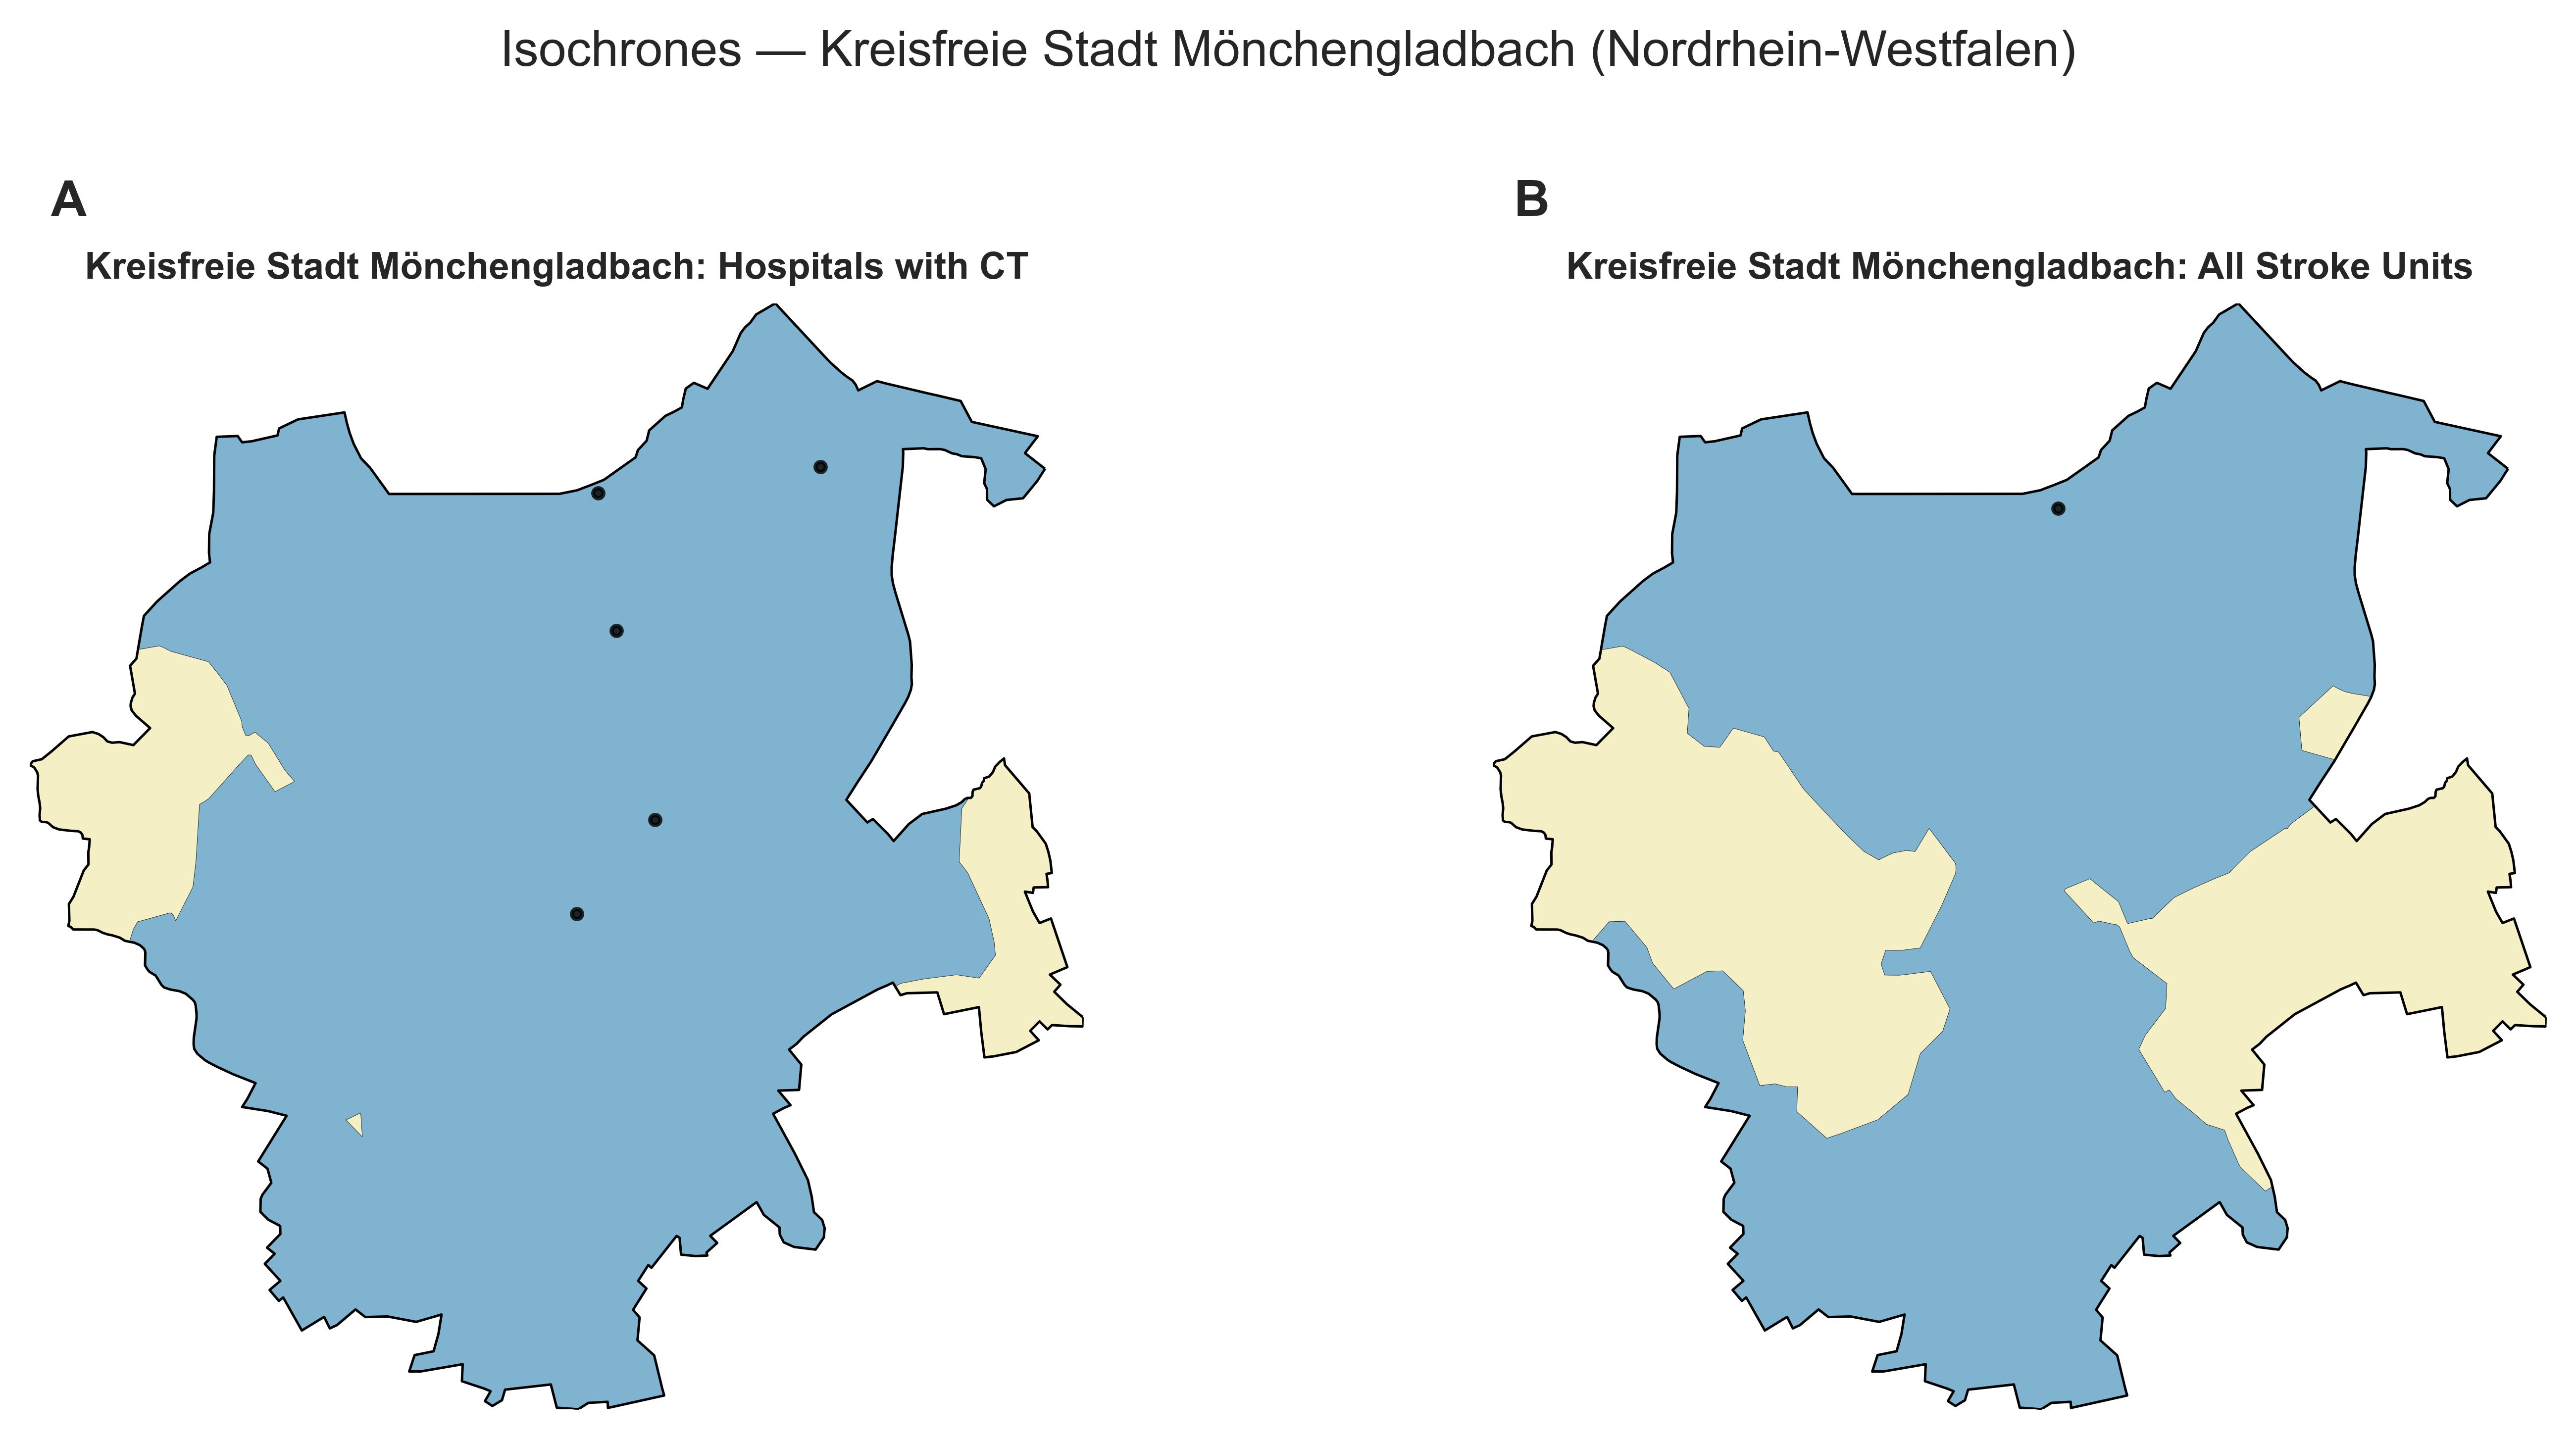 Isochrones — Kreisfreie Stadt Mönchengladbach (Nordrhein-Westfalen)
A
Kreisfreie Stadt Mönchengladbach: Hospitals with CT
B
Kreisfreie Stadt Mönchengladbach: All Stroke Units